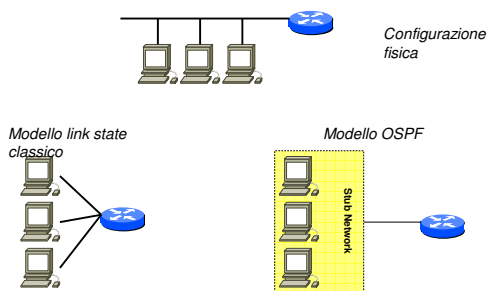 Configurazione
fisica
Modello link state
classico
Modello OSPF
Stub Network